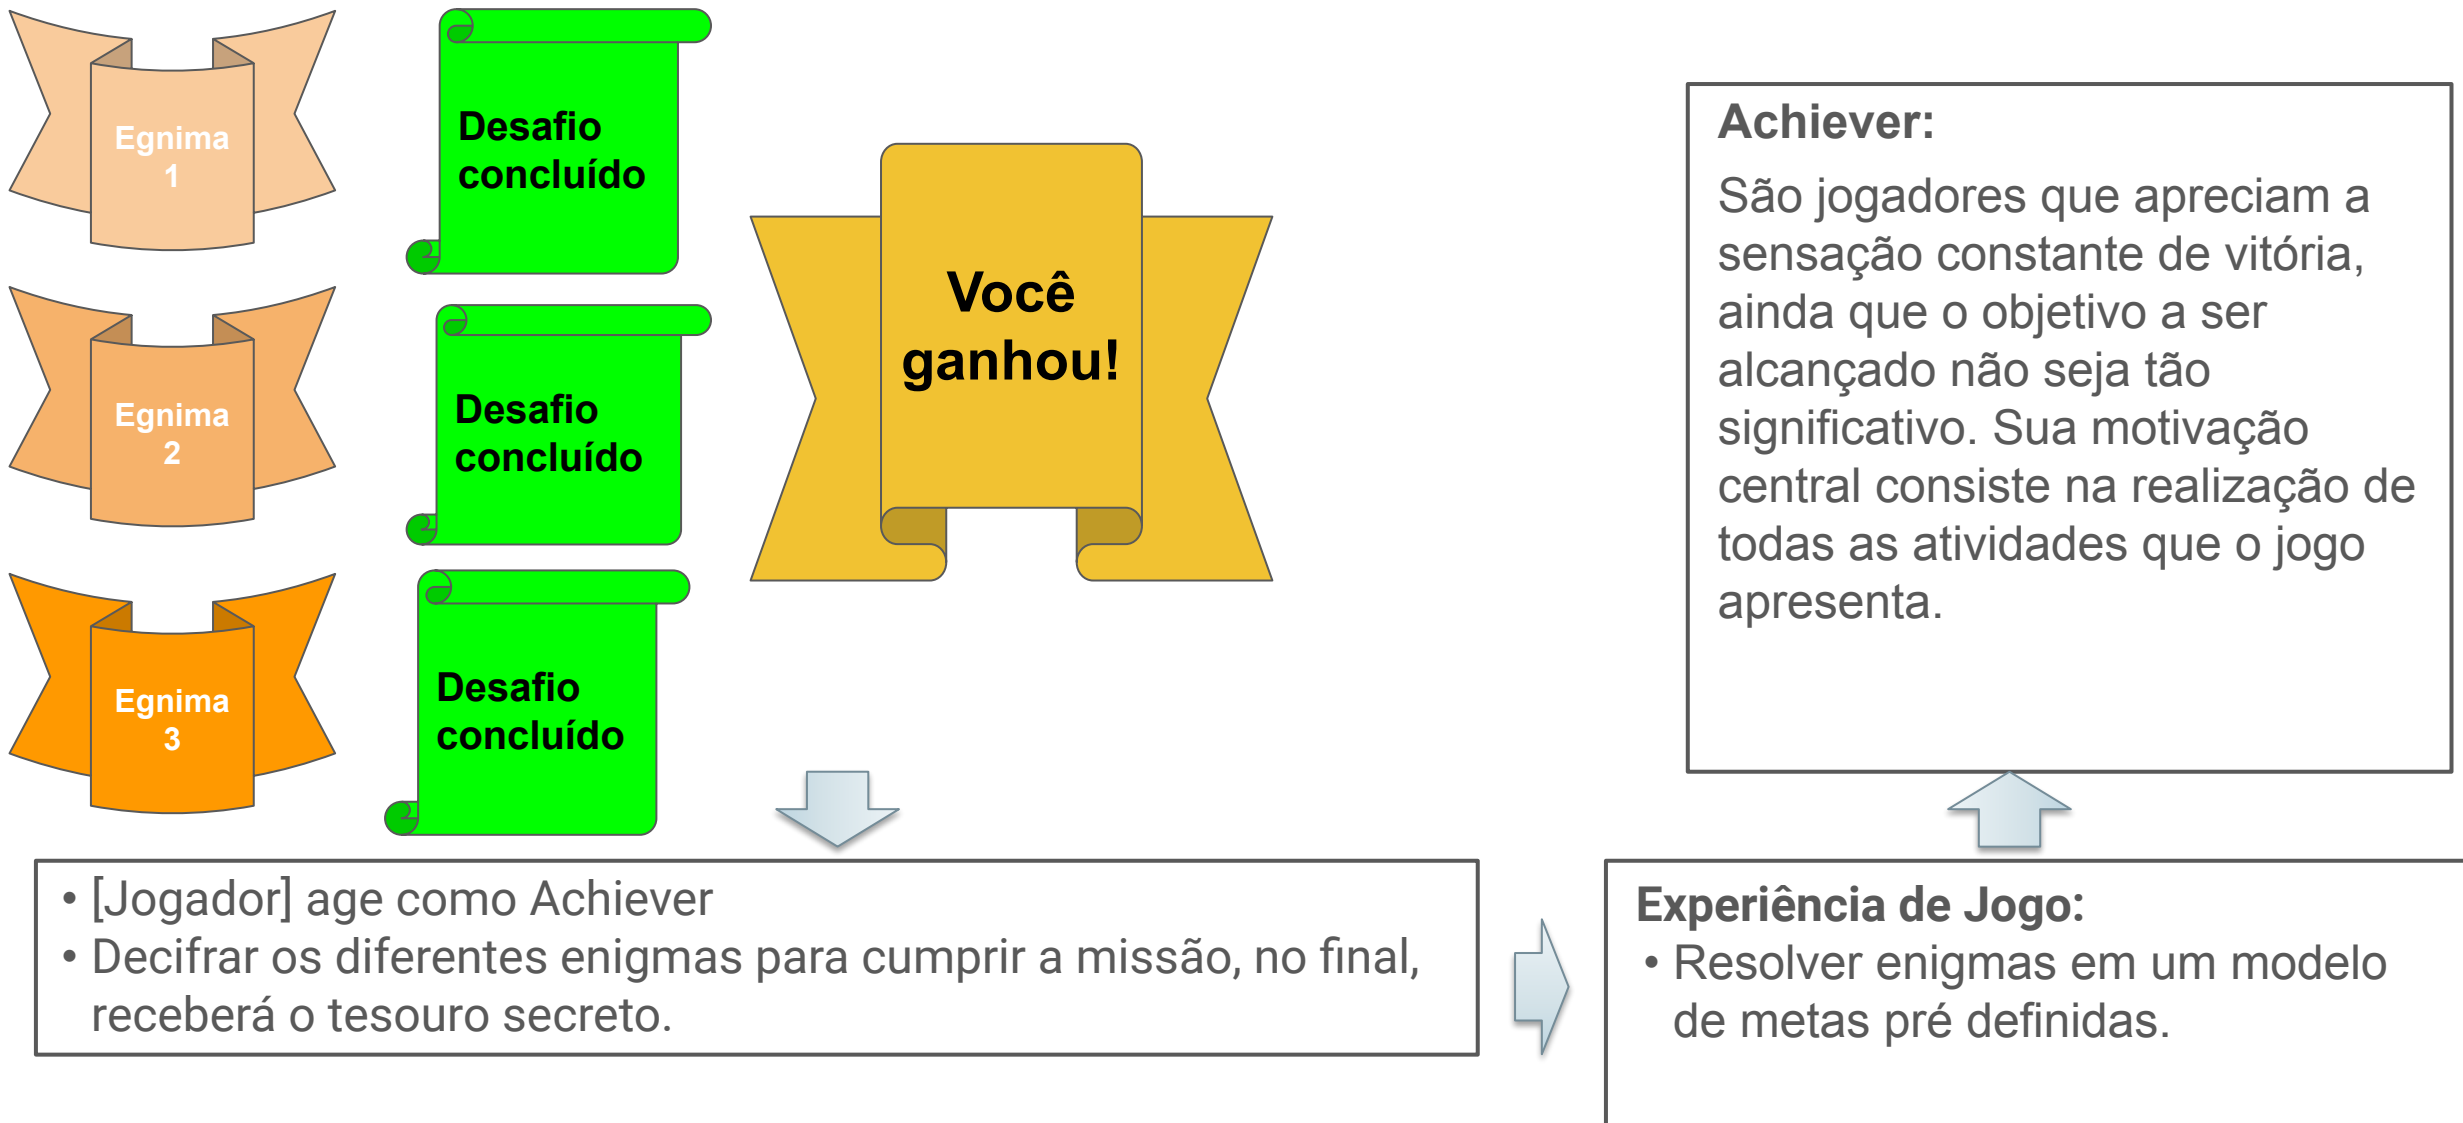 Egnima
1
Desafio
concluído
Egnima
2
Desafio
concluído
Egnima
3
Desafio
concluído
Você
ganhou!
• [Jogador] age como Achiever
• Decifrar os diferentes enigmas para cumprir a missão, no final,
receberá o tesouro secreto.
Experiência de Jogo:
• Resolver enigmas em um modelo
de metas pré definidas.
Achiever:
São jogadores que apreciam a
sensação constante de vitória,
ainda que o objetivo a ser
alcançado não seja tão
significativo. Sua motivação
central consiste na realização de
todas as atividades que o jogo
apresenta.